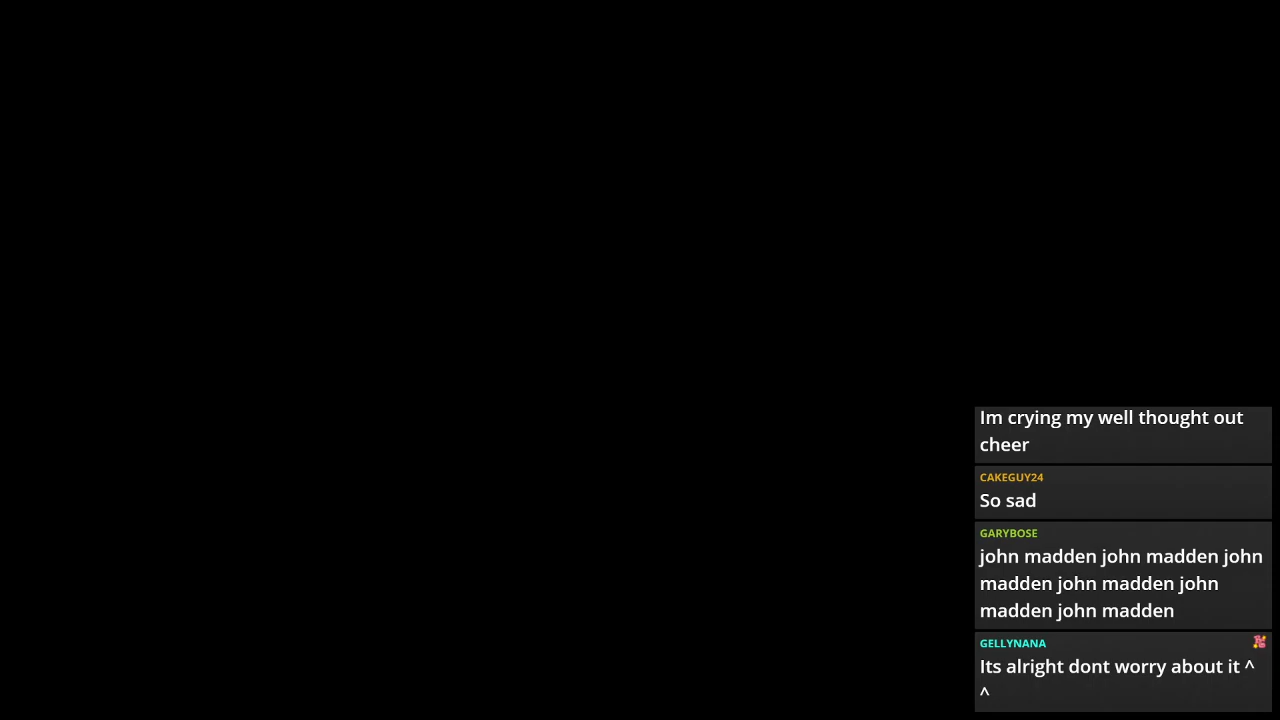 Im crying my well thought out
cheer
CAKEGUY24
So sad
GARYBOSE
john madden john madden john
madden john madden john
madden john madden
GELLYNANA
Its alright dont worry about it ^
^